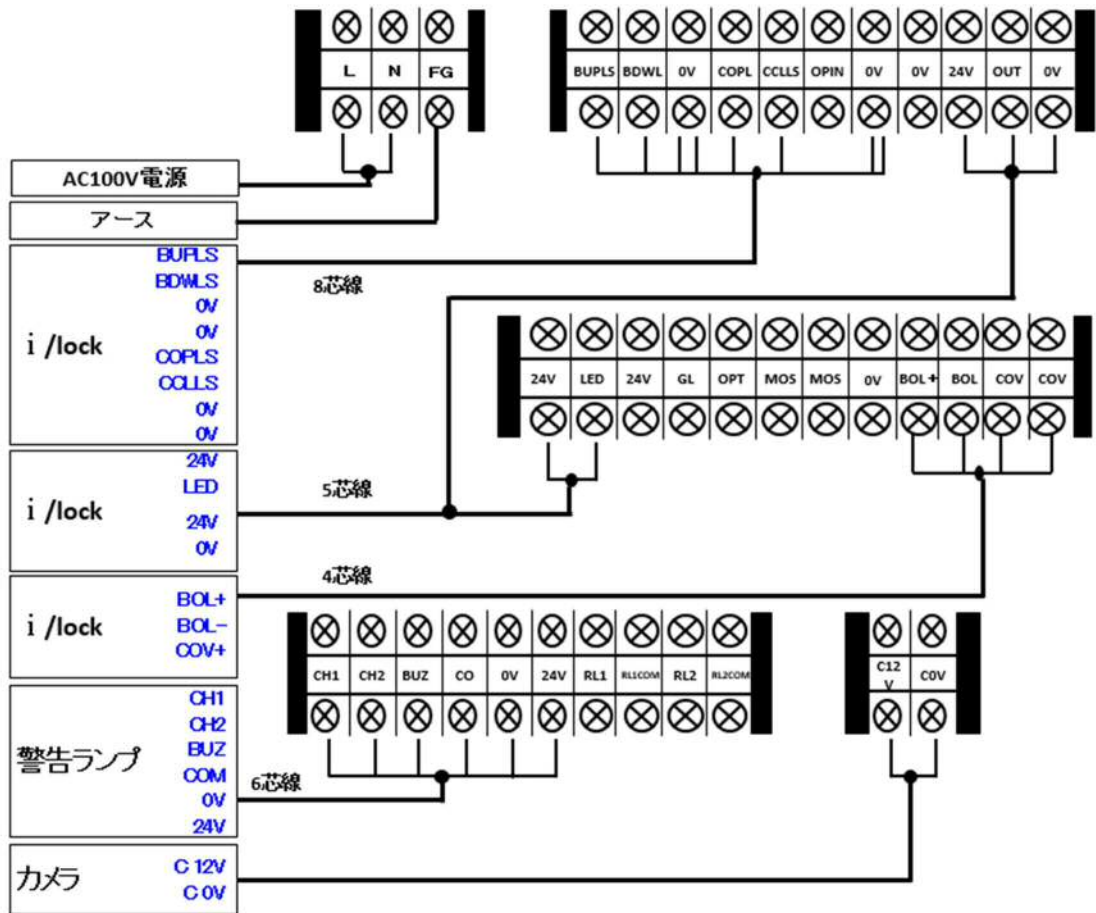 L N FG
BUPLS BDWL 0V COPL CCLLS OPIN 0V 0V 24V OUT 0V
AC100V電源
アース
i /lock
BUPLS
BDWLS
0V
0V
COPLS
CCLLS
0V
0V
8芯線
24V LED 24V GL OPT MOS MOS 0V BOL+ BOL COV COV
i /lock
24V
LED
24V
0V
5芯線
i /lock
BOL+
BOL-
COV+
4芯線
CH1 CH2 BUZ CO 0V 24V RL1 RL1COM RL2 RL2COM
C12
V
C0V
警告ランプ
CH1
CH2
BUZ
COM
0V
24V
6芯線
カメラ
C 12V
C 0V